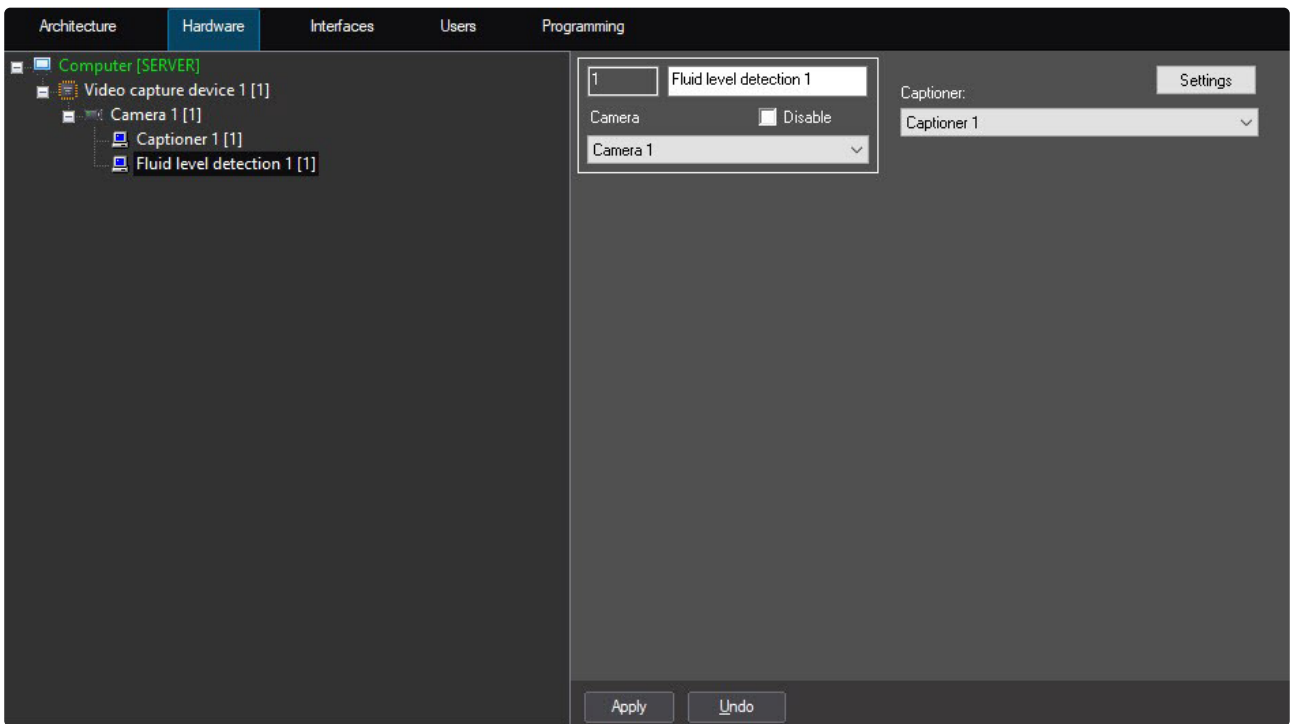 Architecture Hardware Interfaces Users Programming
Computer [SERVER]
Video capture device 1 [1]
Camera 1 [1]
Captioner 1 [1]
Fluid level detection 1 [1]
1 Fluid level detection 1
Camera Disable
Camera 1
Settings
Captioner:
Captioner 1
Apply Undo